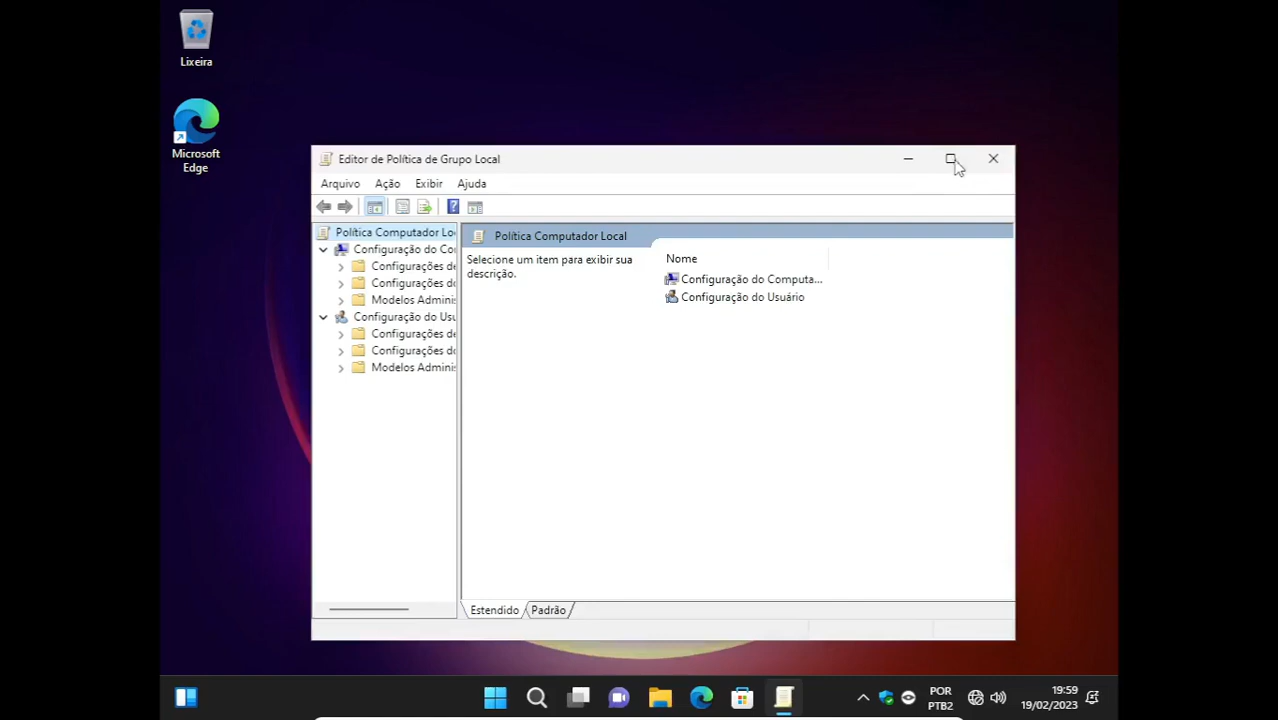 Lixeira
Microsoft
Edge
Editor de Política de Grupo Local
Arquivo Ação Exibir Ajuda
Política Computador Lo
Configuração do Co
Configurações de
Configurações do
Modelos Adminis
Configuração do Usu
Configurações de
Configurações do
Modelos Adminis
Política Computador Local
Selecione um item para exibir sua
descrição.
Nome
Configuração do Computa...
Configuração do Usuário
Estendido Padrão
POR
PTB2
19:59
19/02/2023